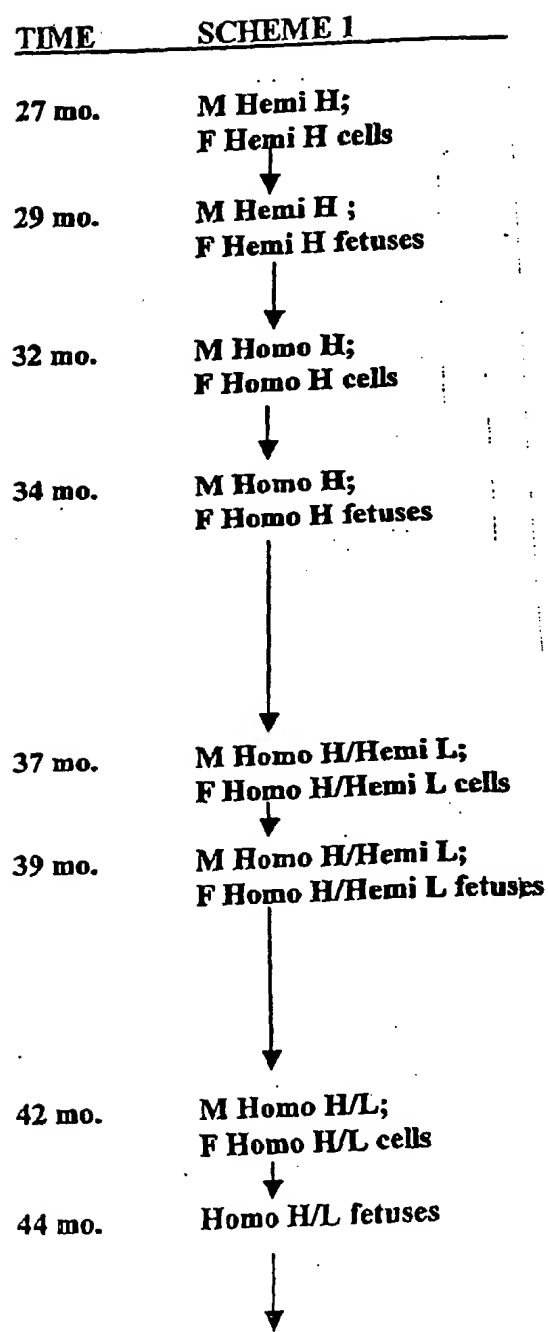 TIME SCHEME 1
27 mo. M Hemi H;
F Hemi H cells
29 mo. M Hemi H ;
F Hemi H fetuses
32 mo. M Homo H;
F Homo H cells
34 mo. M Homo H;
F Homo H fetuses
37 mo. M Homo H/Hemi L;
F Homo H/Hemi L cells
39 mo. M Homo H/Hemi L;
F Homo H/Hemi L fetuses
42 mo. M Homo H/L;
F Homo H/L cells
44 mo. Homo H/L fetuses